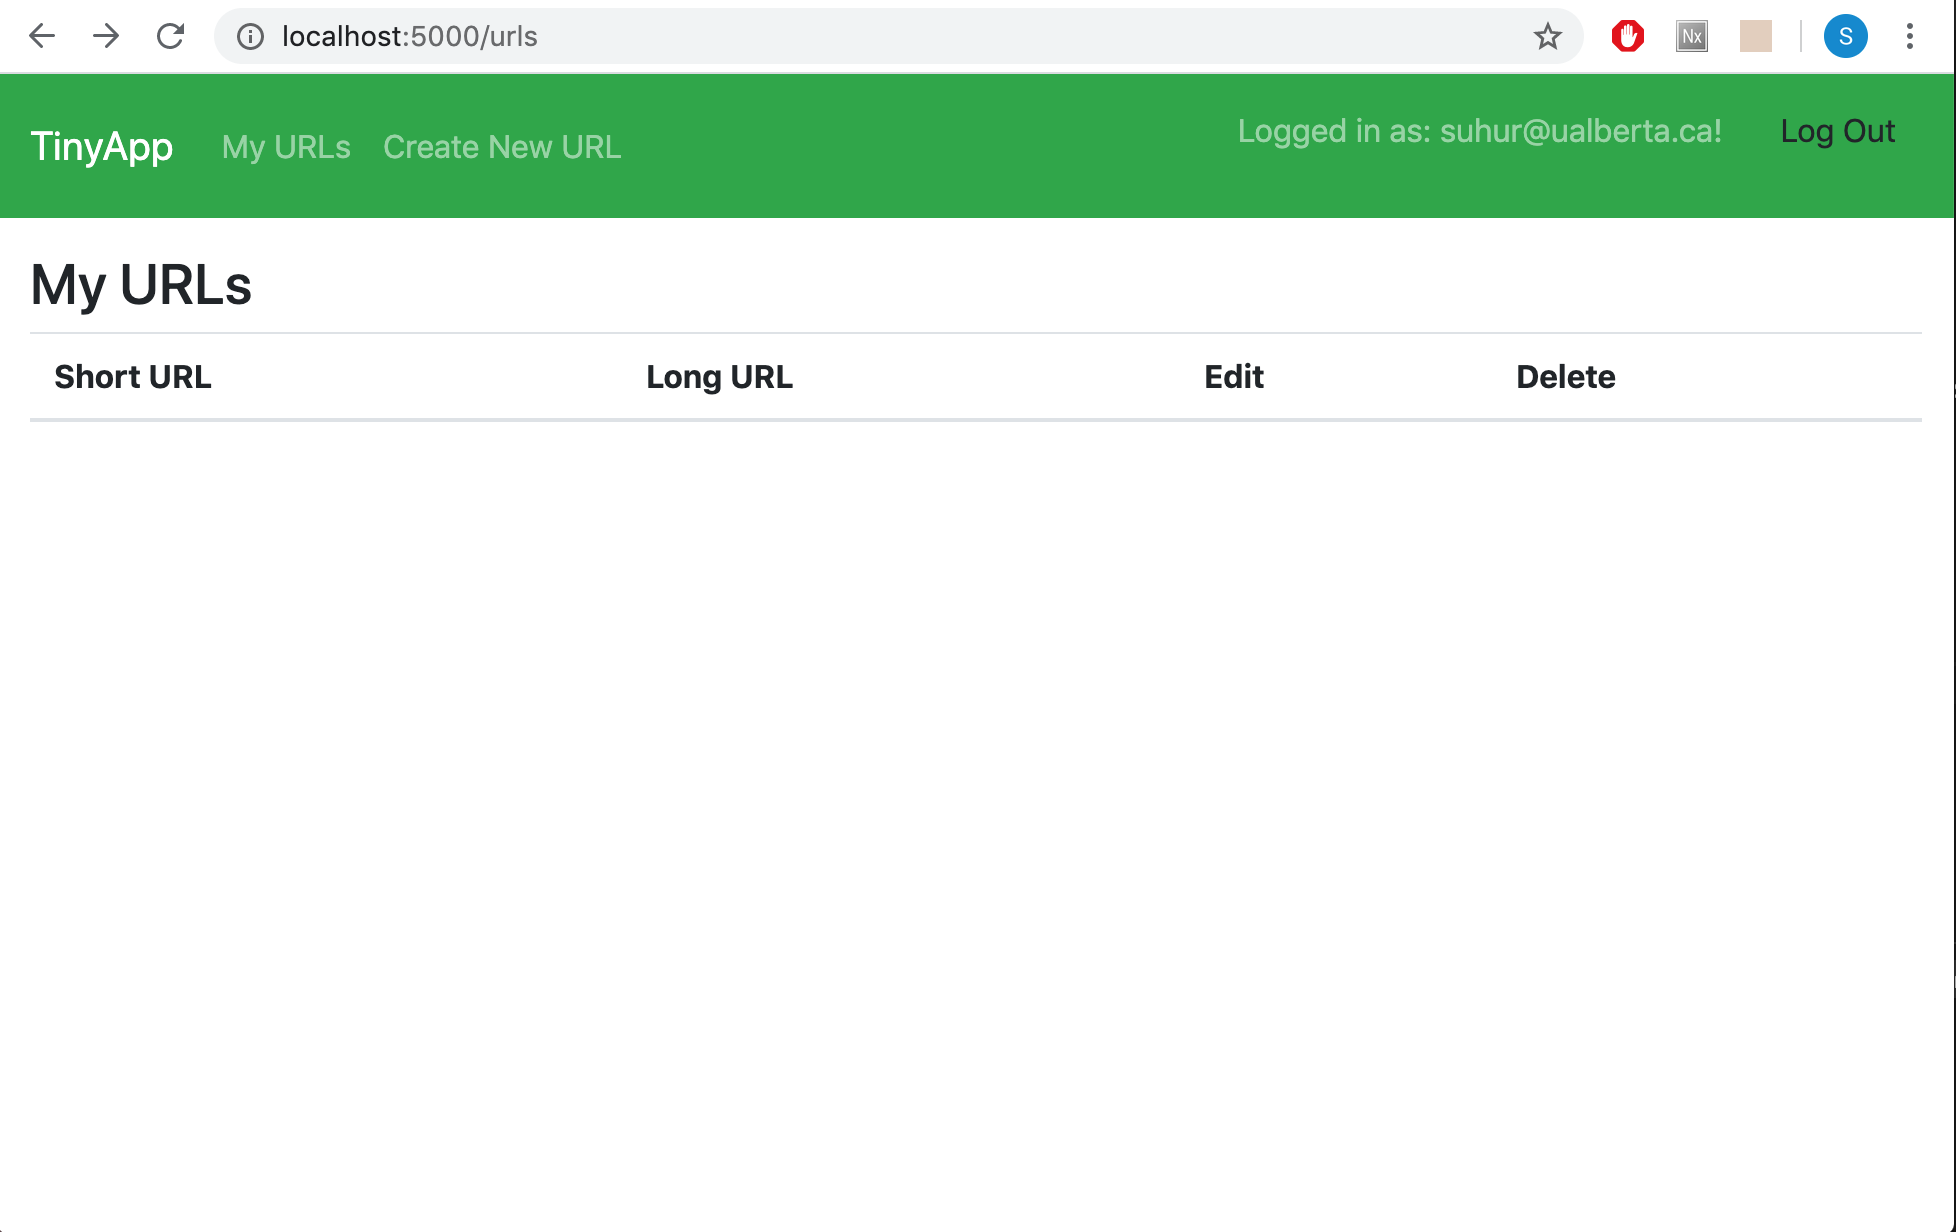 localhost:5000/urls
Nx
S
TinyApp My URLs Create New URL Logged in as: suhur@ualberta.ca! Log Out
My URLs
Short URL Long URL Edit Delete